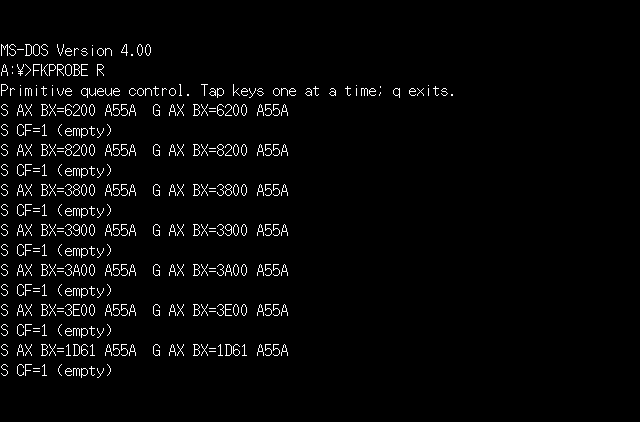 MS-DOS Version 4.00
A:¥>FKPROBE R
Primitive queue control. Tap keys one at a time; q exits.
S AX BX=6200 A55A  G AX BX=6200 A55A
S CF=1 (empty)
S AX BX=8200 A55A  G AX BX=8200 A55A
S CF=1 (empty)
S AX BX=3800 A55A  G AX BX=3800 A55A
S CF=1 (empty)
S AX BX=3900 A55A  G AX BX=3900 A55A
S CF=1 (empty)
S AX BX=3A00 A55A  G AX BX=3A00 A55A
S CF=1 (empty)
S AX BX=3E00 A55A  G AX BX=3E00 A55A
S CF=1 (empty)
S AX BX=1D61 A55A  G AX BX=1D61 A55A
S CF=1 (empty)